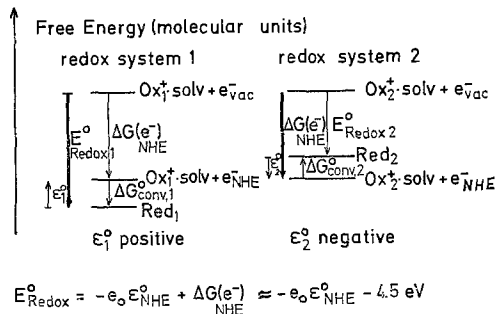 Free Energy (molecular units)
redox system 1
redox system 2
Ox₁⁺·solv + e⁻vac
Ox₂⁺·solv + e⁻vac
E°Redox1
ΔG(e⁻)NHE
ΔG(e⁻)NHE
E°Redox 2
Red₂
ε₁°
Ox₁⁺·solv + e⁻NHE
ε₂°
ΔG°conv,2
Ox₂⁺·solv + e⁻NHE
ΔG°conv,1
Red₁
ε₁° positive
ε₂° negative
E°Redox = −e₀ ε°NHE + ΔG(e⁻)NHE ≈ −e₀ ε°NHE − 4.5 eV